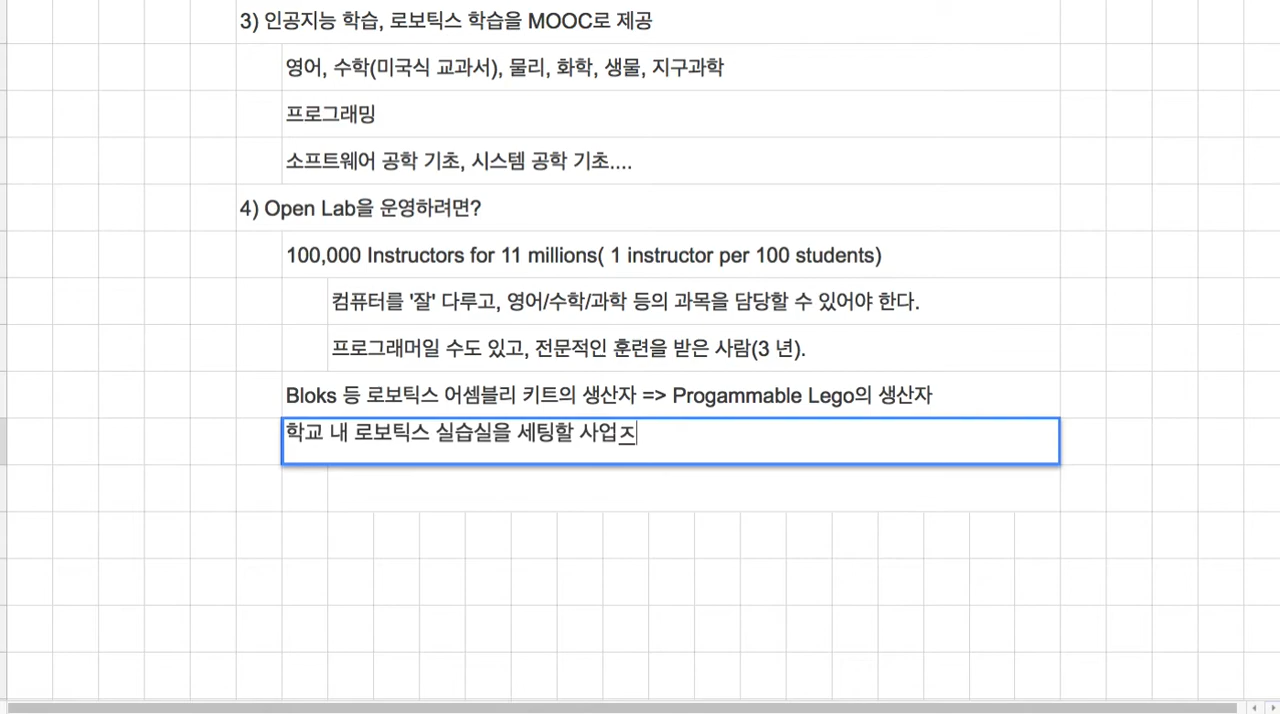 3) 인공지능 학습, 로보틱스 학습을 MOOC로 제공
영어, 수학(미국식 교과서), 물리, 화학, 생물, 지구과학
프로그래밍
소프트웨어 공학 기초, 시스템 공학 기초....
4) Open Lab을 운영하려면?
100,000 Instructors for 11 millions( 1 instructor per 100 students)
컴퓨터를 '잘' 다루고, 영어/수학/과학 등의 과목을 담당할 수 있어야 한다.
프로그래머일 수도 있고, 전문적인 훈련을 받은 사람(3 년).
Bloks 등 로보틱스 어셈블리 키트의 생산자 => Progammable Lego의 생산자
학교 내 로보틱스 실습실을 세팅할 사업ㅈ